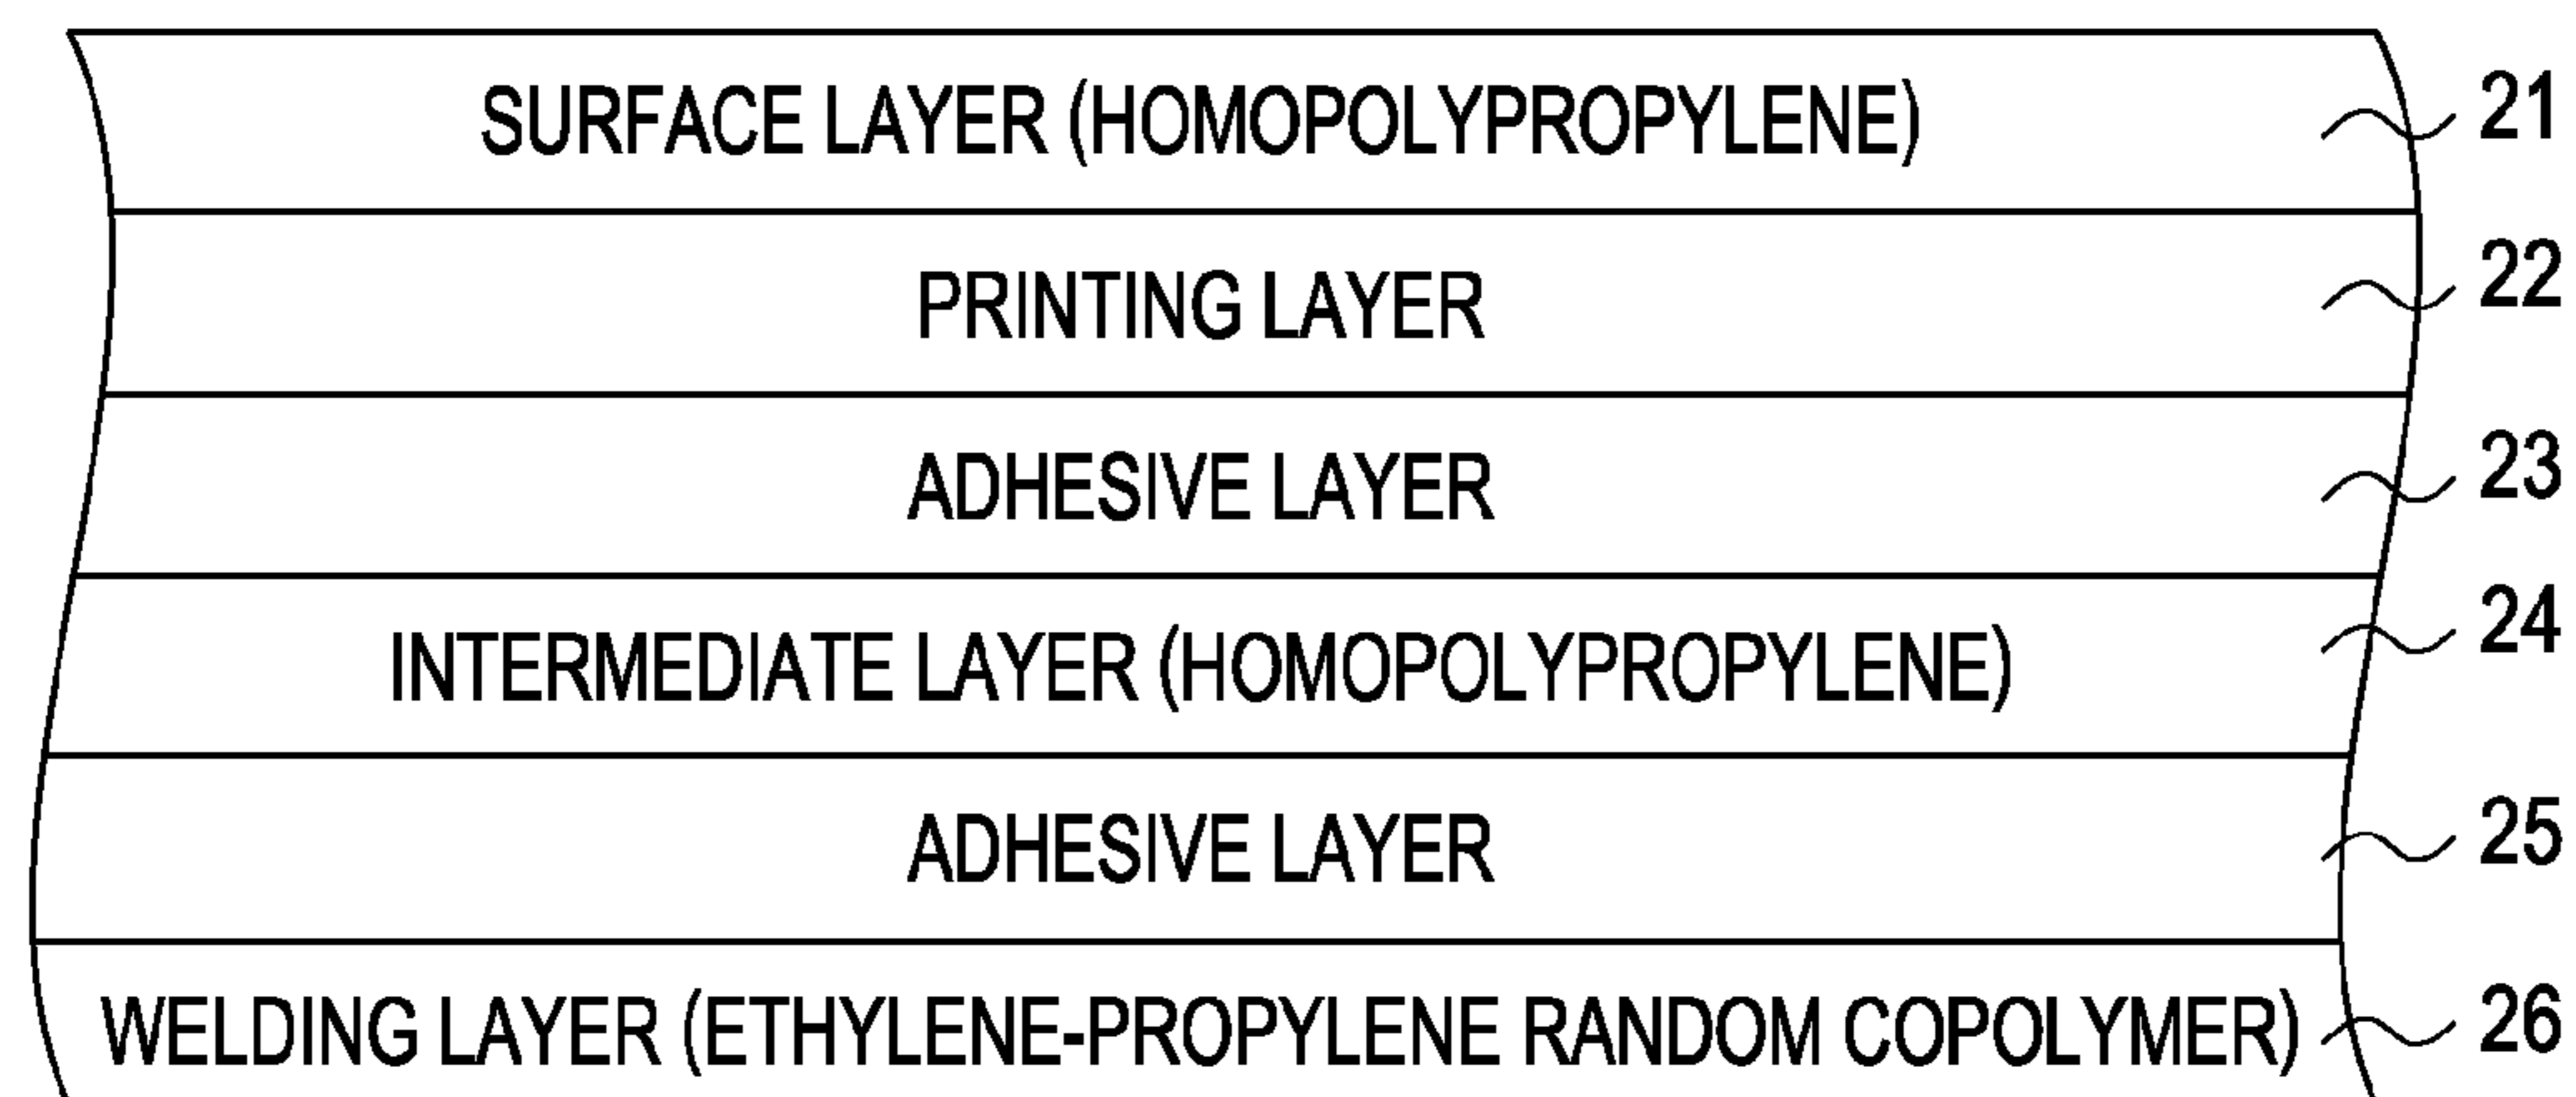 SURFACE LAYER (HOMOPOLYPROPYLENE) 21
PRINTING LAYER 22
ADHESIVE LAYER 23
INTERMEDIATE LAYER (HOMOPOLYPROPYLENE) 24
ADHESIVE LAYER 25
WELDING LAYER (ETHYLENE-PROPYLENE RANDOM COPOLYMER) 26